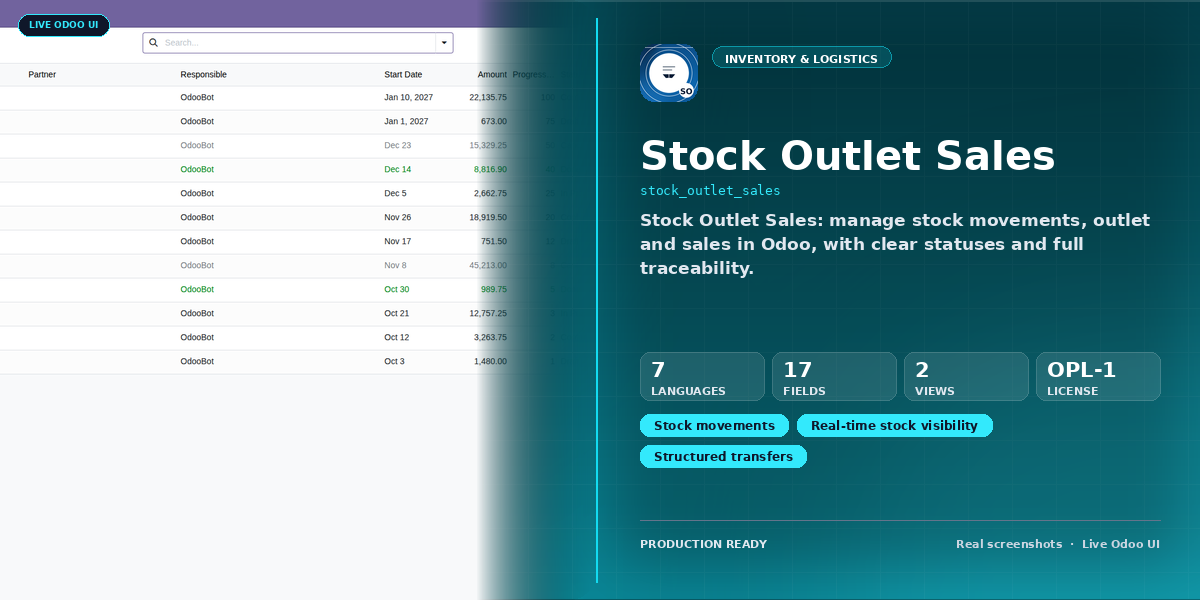 LIVE ODOO UI
Search...
Partner Responsible Start Date Amount Progress
OdooBot Jan 10, 2027 22,135.75
OdooBot Jan 1, 2027 673.00
OdooBot Dec 23 15,329.25
OdooBot Dec 14 8,816.90
OdooBot Dec 5 2,662.75
OdooBot Nov 26 18,919.50
OdooBot Nov 17 751.50
OdooBot Nov 8 45,213.00
OdooBot Oct 30 989.75
OdooBot Oct 21 12,757.25
OdooBot Oct 12 3,263.75
OdooBot Oct 3 1,480.00
SO
INVENTORY & LOGISTICS
Stock Outlet Sales
stock_outlet_sales
Stock Outlet Sales: manage stock movements, outlet
and sales in Odoo, with clear statuses and full
traceability.
7 17 2 OPL-1
LANGUAGES FIELDS VIEWS LICENSE
Stock movements Real-time stock visibility
Structured transfers
PRODUCTION READY Real screenshots · Live Odoo UI